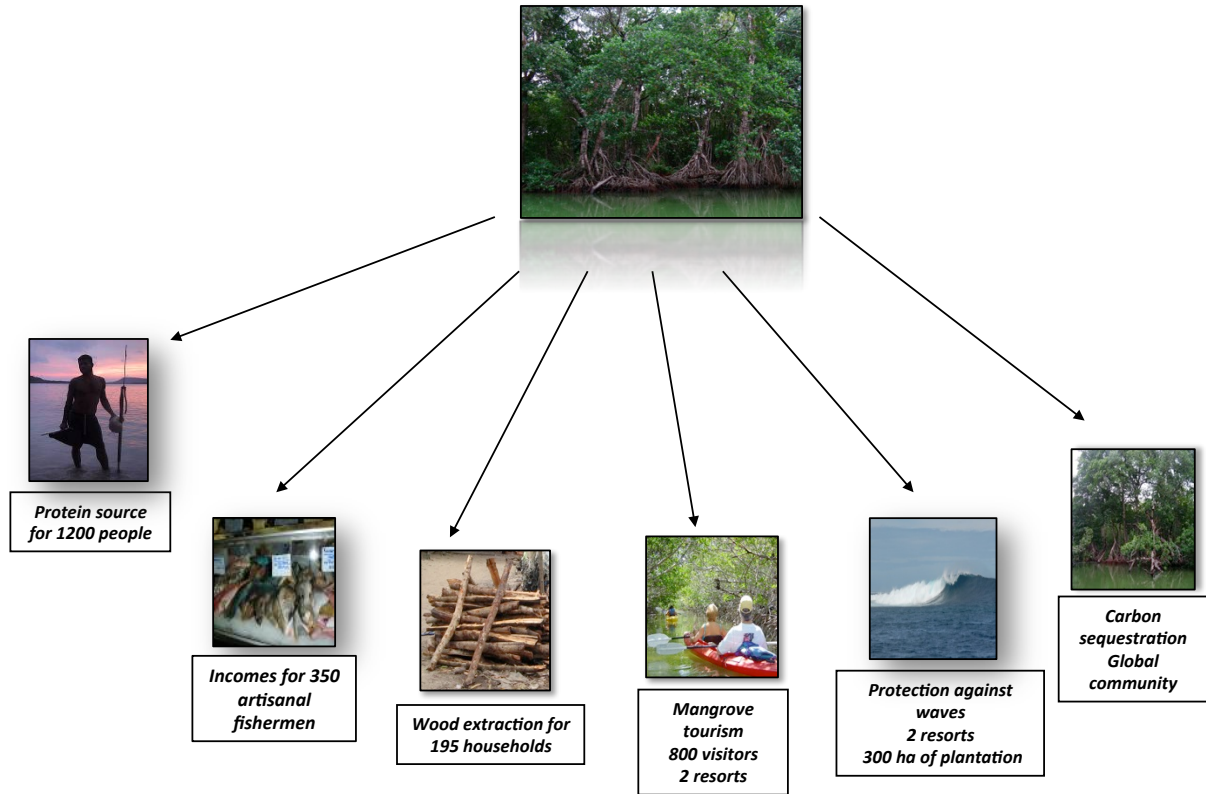 Protein source
for 1200 people
Incomes for 350
artisanal
fishermen
Wood extraction for
195 households
Mangrove
tourism
800 visitors
2 resorts
Protection against
waves
2 resorts
300 ha of plantation
Carbon
sequestration
Global
community